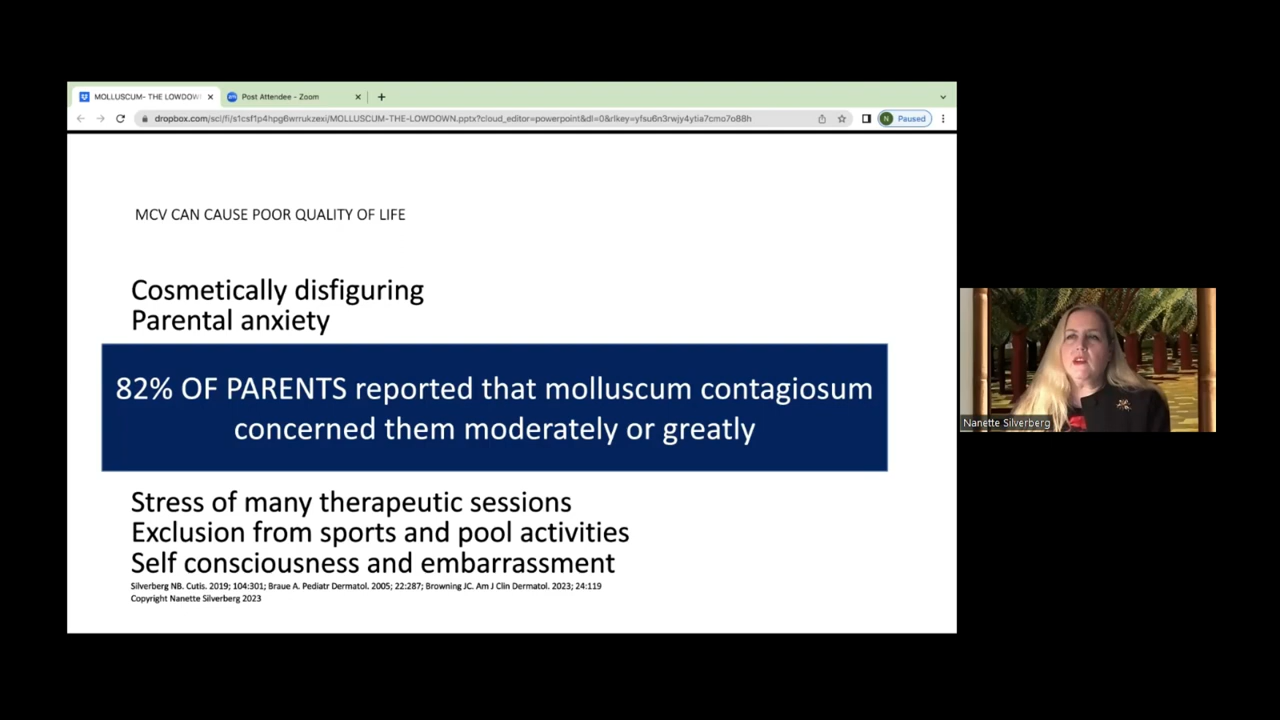 MOLLUSCUM- THE LOWDOW
Post Attendee - Zoom
dropbox.com/scl/fi/s1csf1p4hpg6wrrukzexi/MOLLUSCUM-THE-LOWDOWN.pptx?cloud_editor=powerpoint&dl=0&rlkey=yfsu6n3rwjy4ytia7cmo7o88h
N Paused
MCV CAN CAUSE POOR QUALITY OF LIFE
Cosmetically disfiguring
Parental anxiety
82% OF PARENTS reported that molluscum contagiosum
concerned them moderately or greatly
Nanette Silverberg
Stress of many therapeutic sessions
Exclusion from sports and pool activities
Self consciousness and embarrassment
Silverberg NB. Cutis. 2019; 104:301; Braue A. Pediatr Dermatol. 2005; 22:287; Browning JC. Am J Clin Dermatol. 2023; 24:119
Copyright Nanette Silverberg 2023